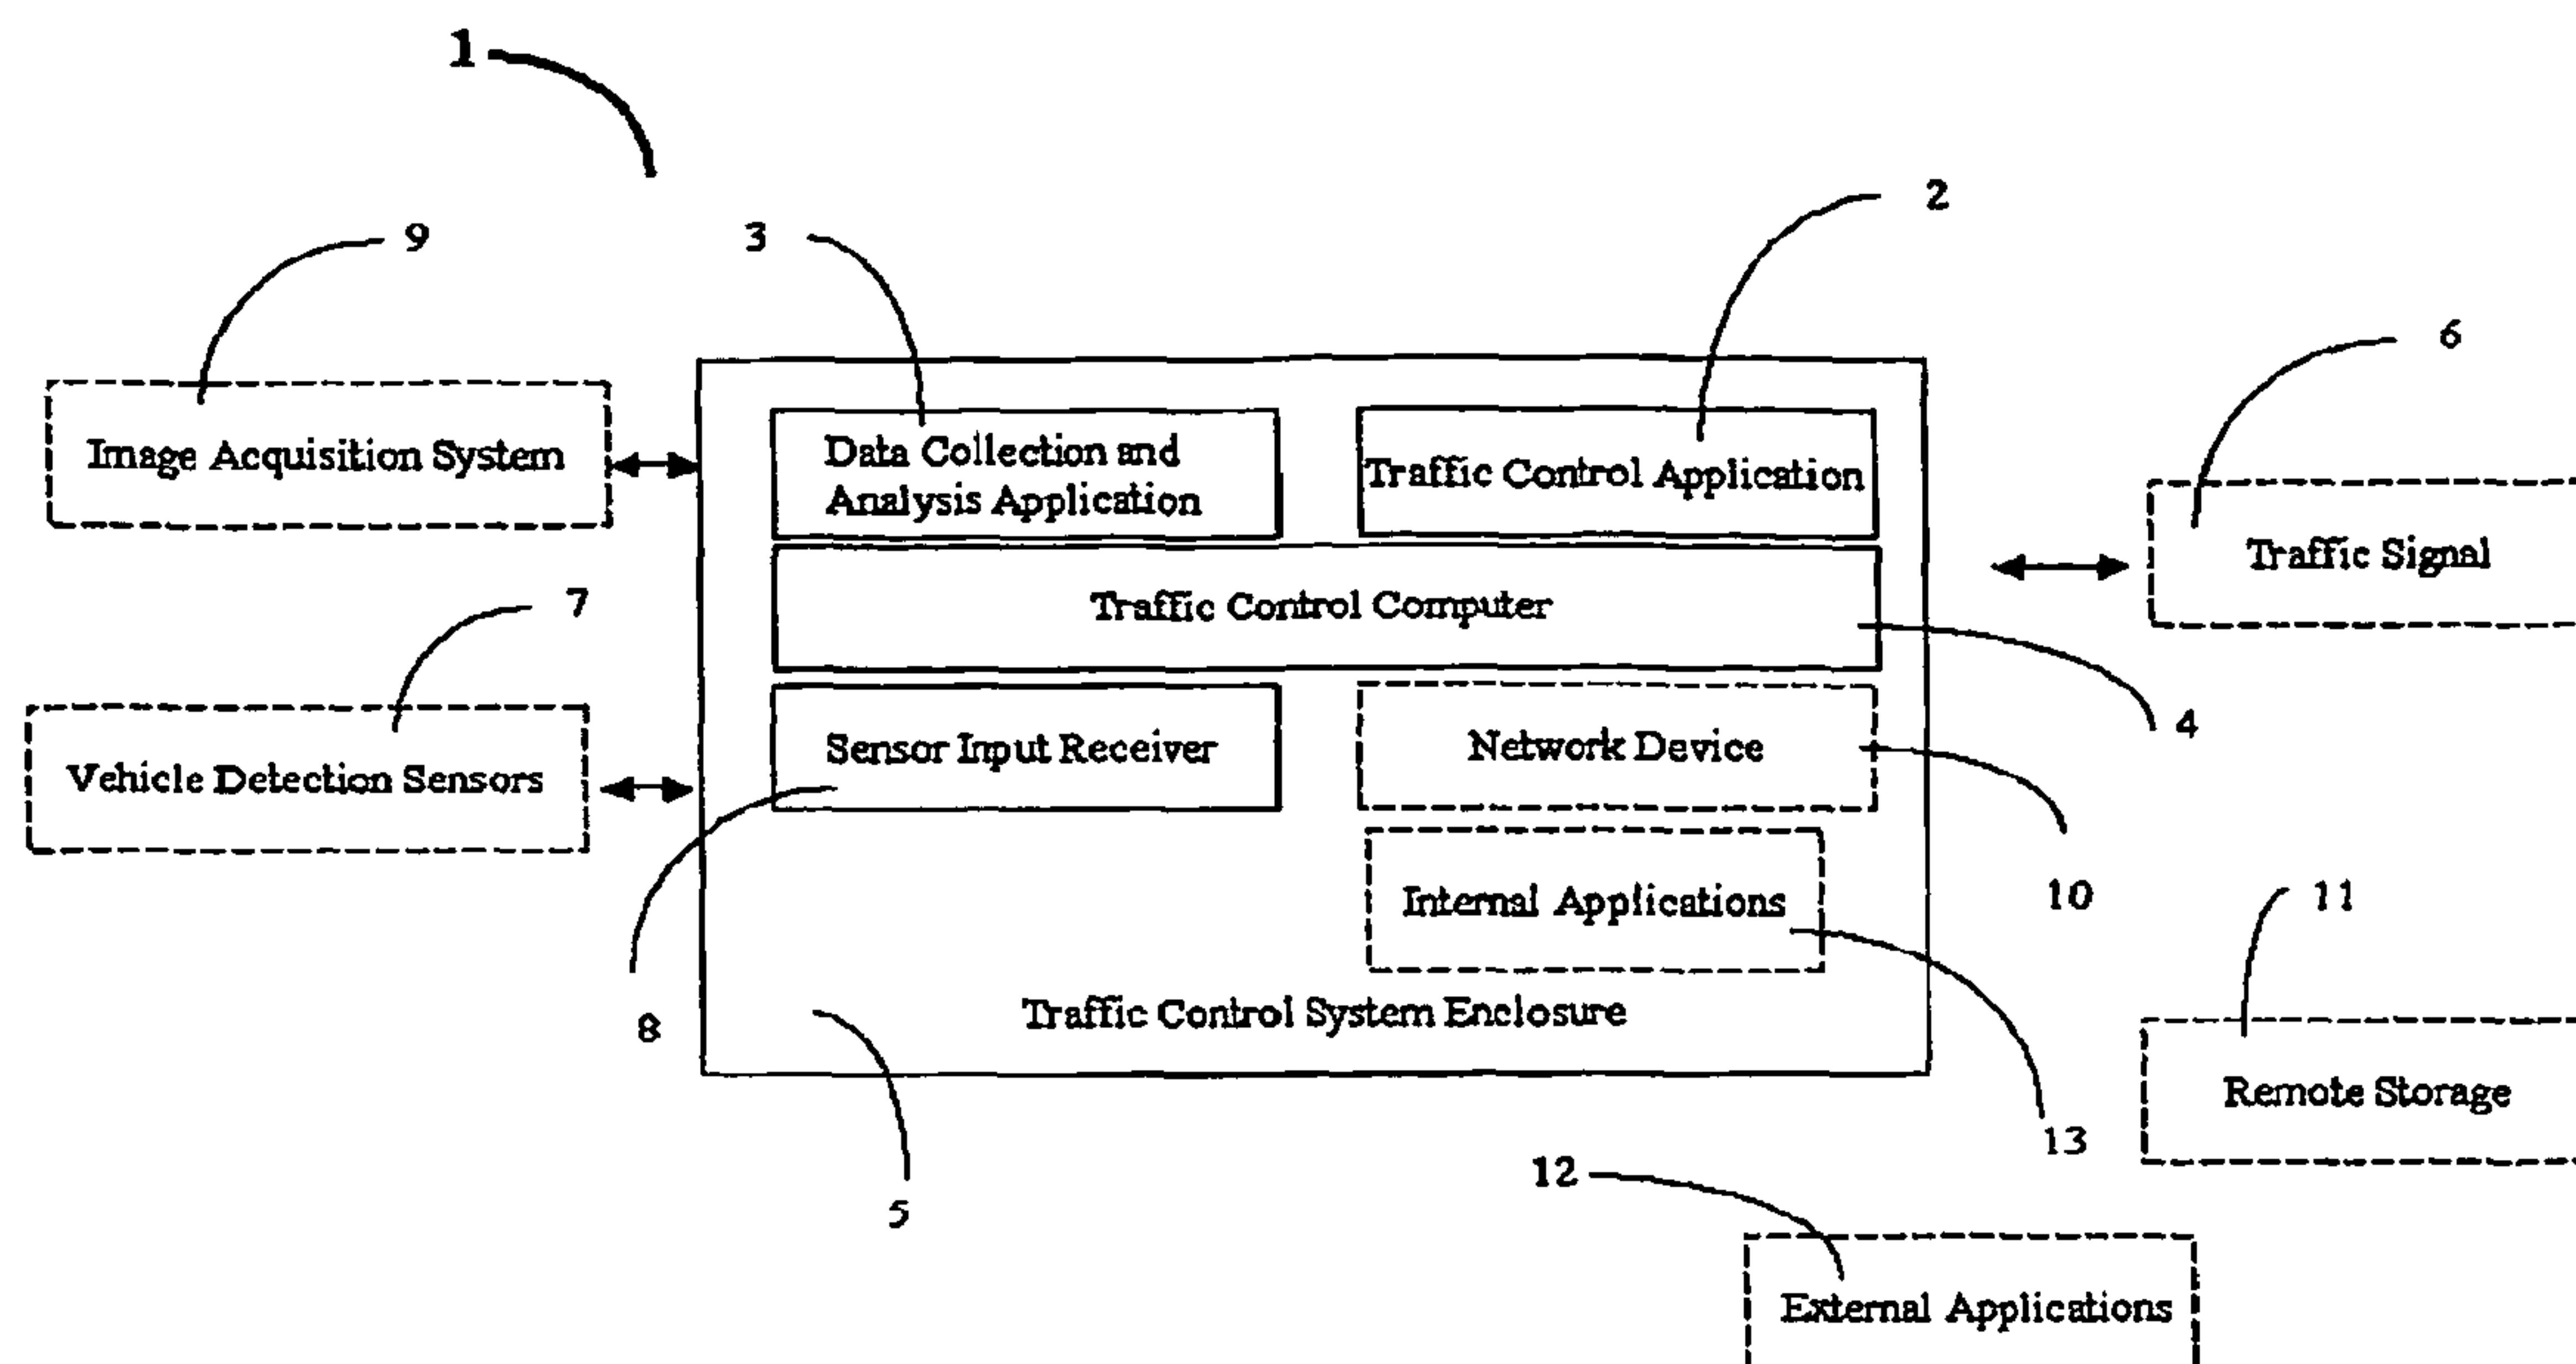 1
2
9
3
6
Image Acquisition System
Data Collection and
Analysis Application
Traffic Control Application
Traffic Signal
7
Traffic Control Computer
4
Vehicle Detection Sensors
Sensor Input Receiver
Network Device
10
11
Internal Applications
8
Traffic Control System Enclosure
Remote Storage
13
12
5
External Applications